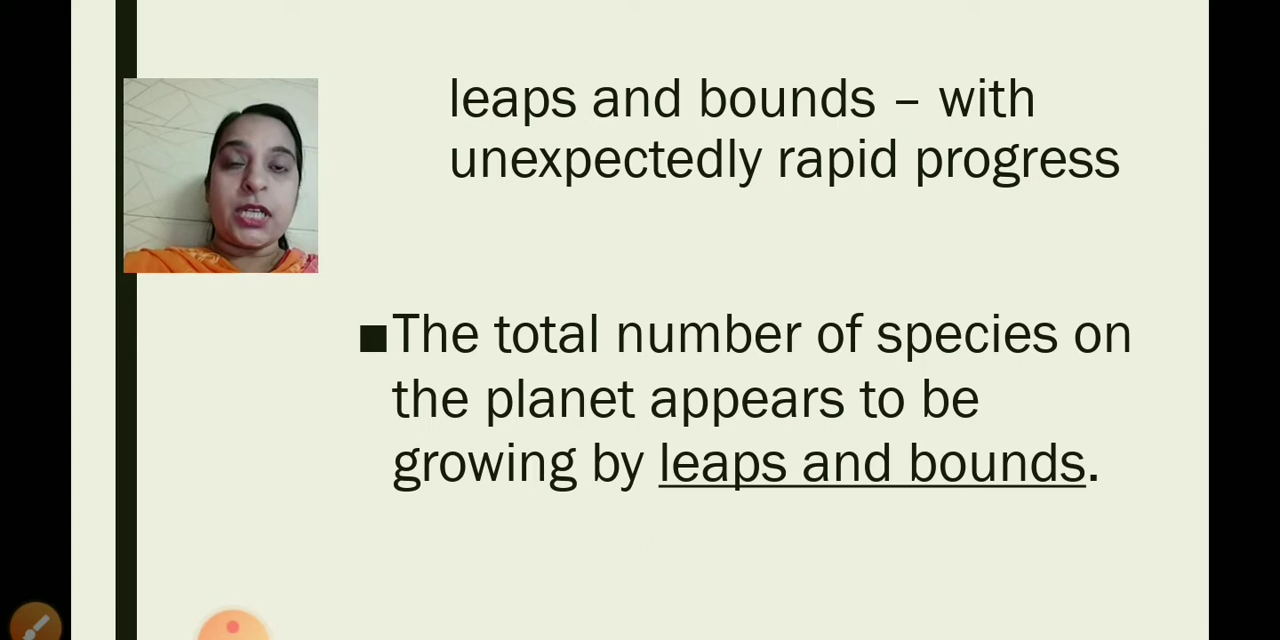 leaps and bounds – with
unexpectedly rapid progress
■The total number of species on
the planet appears to be
growing by leaps and bounds.